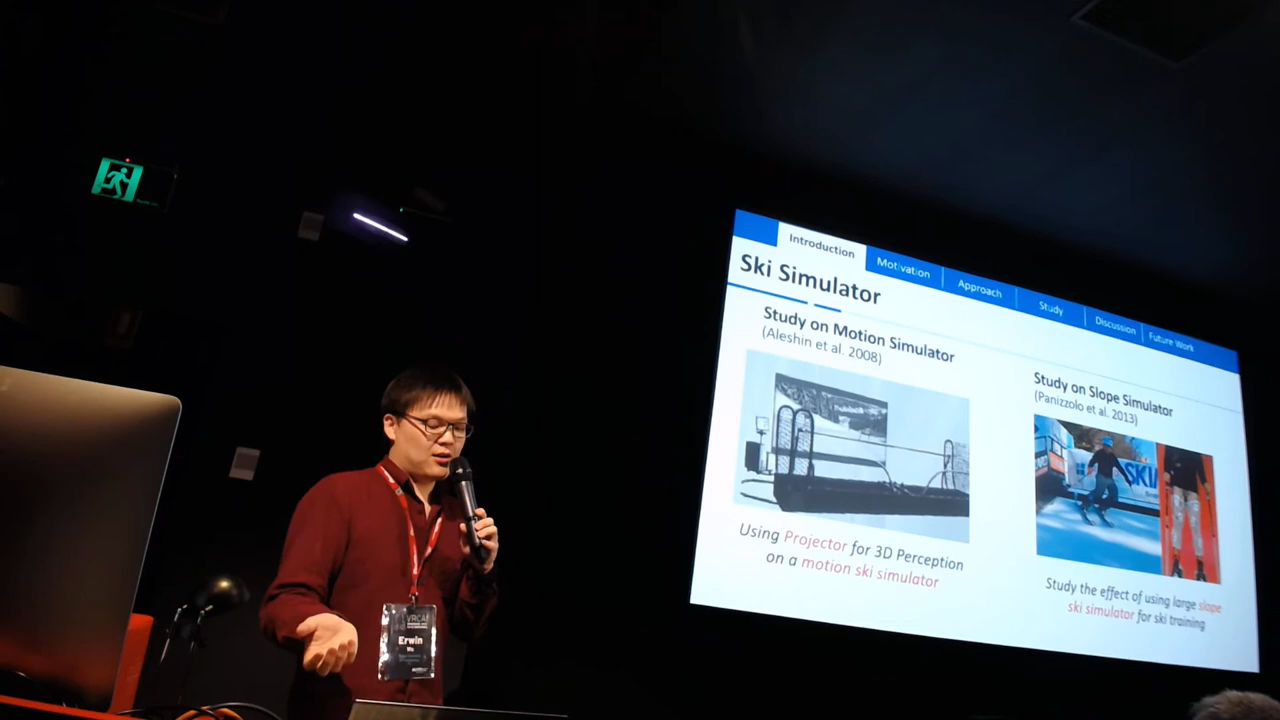 Introduction
Motivation
Approach
Study
Discussion
Future Work
Ski Simulator
Study on Motion Simulator
(Aleshin et al. 2008)
Using Projector for 3D Perception
on a motion ski simulator
Study on Slope Simulator
(Panizzolo et al. 2013)
SKI
Study the effect of using large slope
ski simulator for ski training
VRCAI
Erwin
Wu